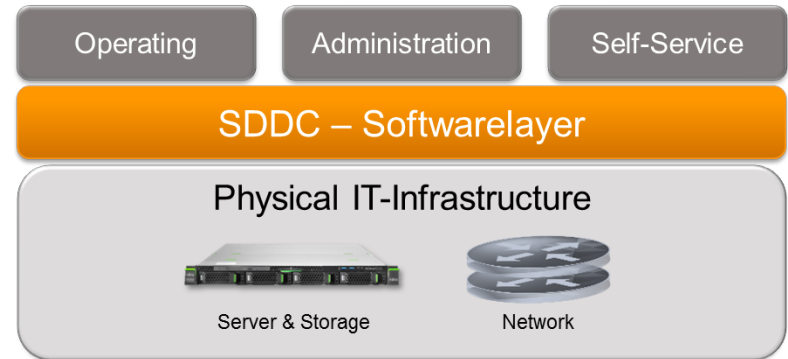 Operating
Administration
Self-Service
SDDC – Softwarelayer
Physical IT-Infrastructure
Server & Storage
Network